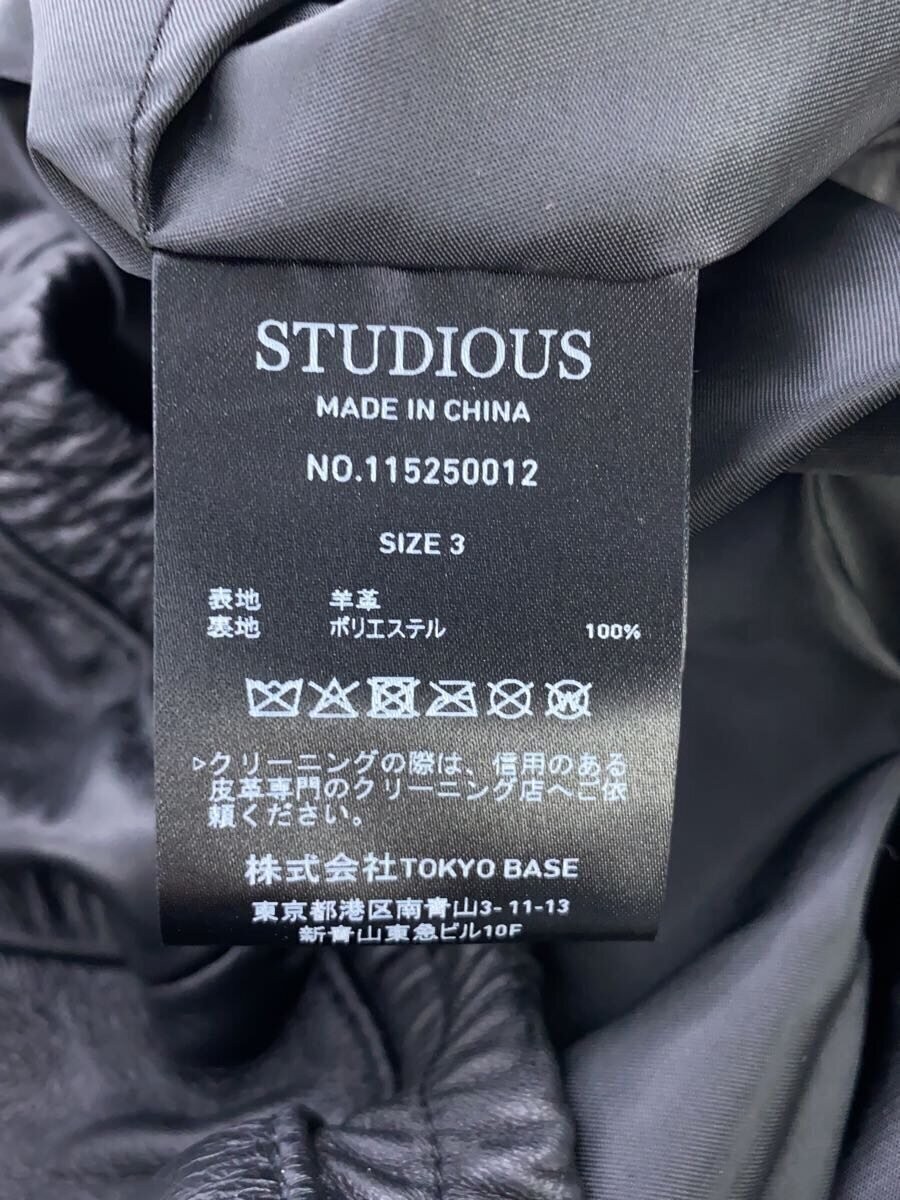 STUDIOUS
MADE IN CHINA
NO.115250012
SIZE 3
表地 羊革
裏地 ポリエステル 100%
▷クリーニングの際は、信用のある
皮革専門のクリーニング店へご依
頼ください。
株式会社TOKYO BASE
東京都港区南青山3-11-13
新青山東急ビル10F